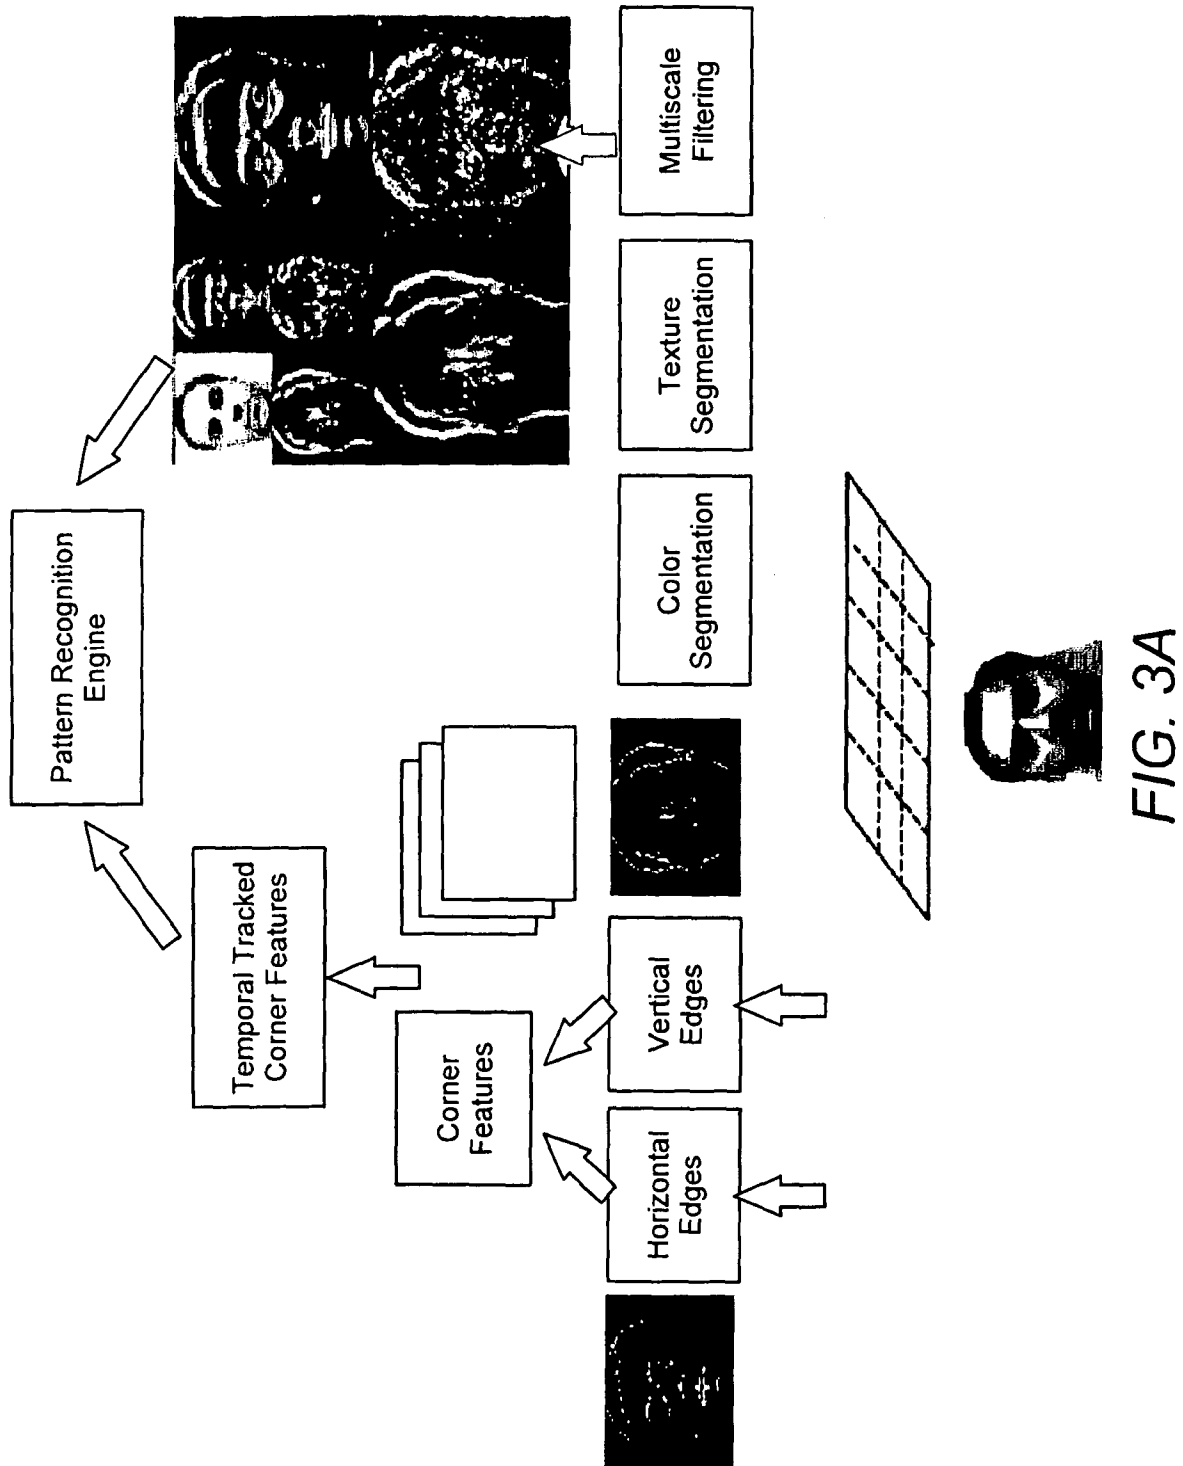 Pattern Recognition
Engine
Temporal Tracked
Corner Features
Corner
Features
Horizontal
Edges
Vertical
Edges
Color
Segmentation
Texture
Segmentation
Multiscale
Filtering
FIG. 3A